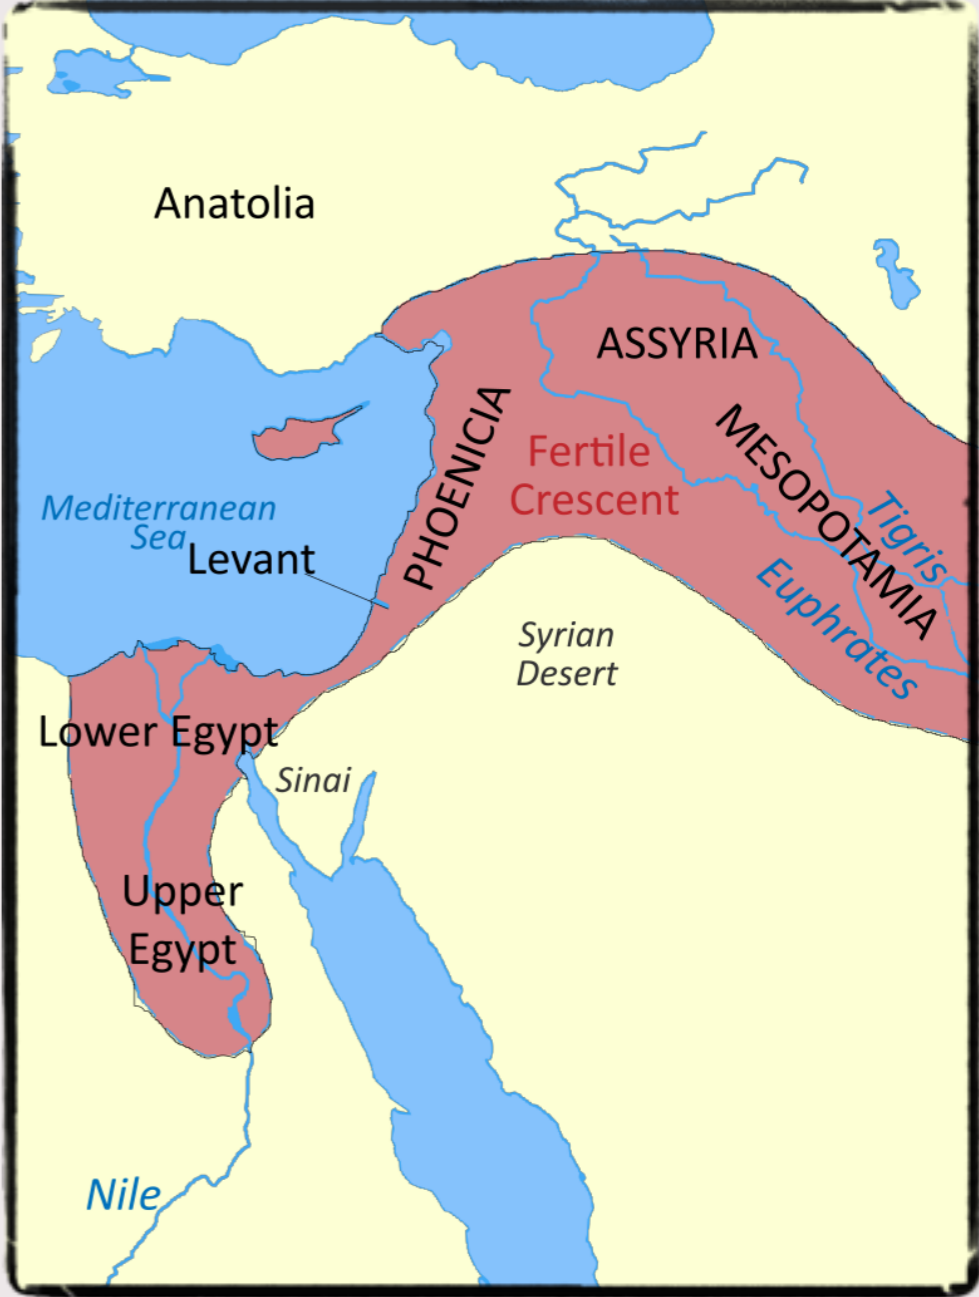 Anatolia
ASSYRIA
PHOENICIA
MESOPOTAMIA
Fertile
Crescent
Tigris
Euphrates
Mediterranean
Sea
Levant
Syrian
Desert
Lower Egypt
Sinai
Upper
Egypt
Nile